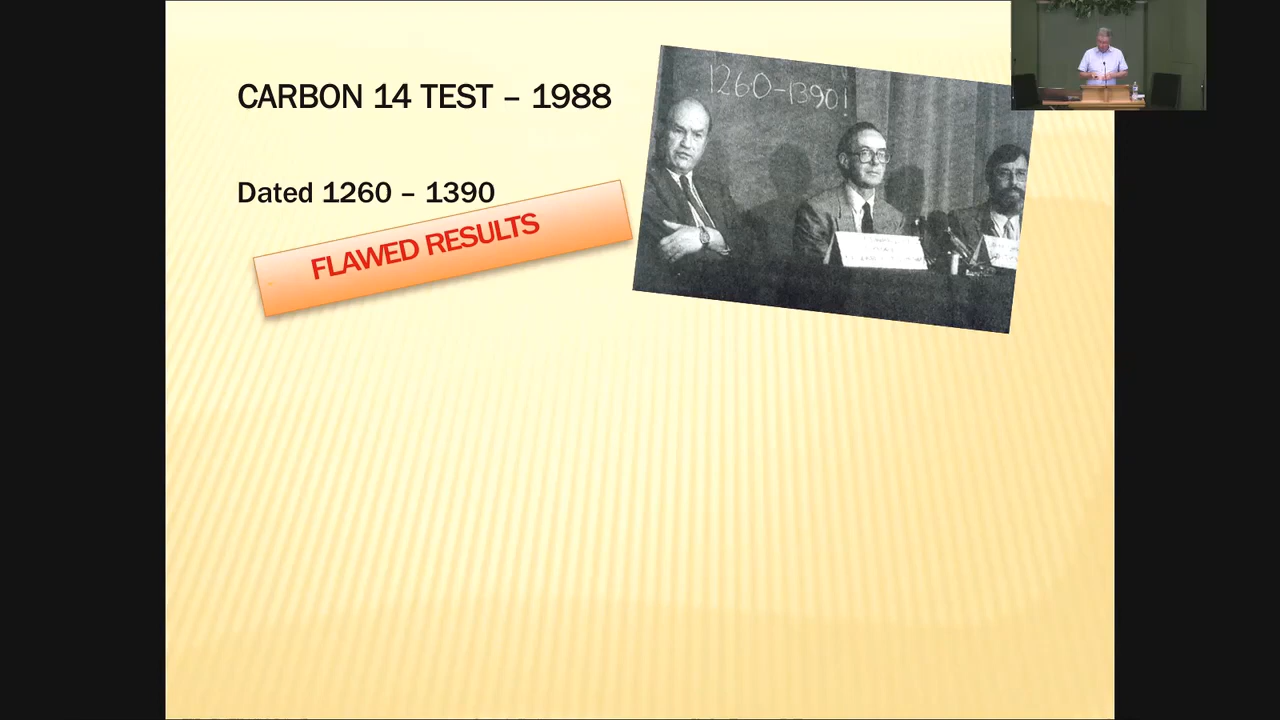 CARBON 14 TEST – 1988
1260-1390!
Dated 1260 – 1390
FLAWED RESULTS